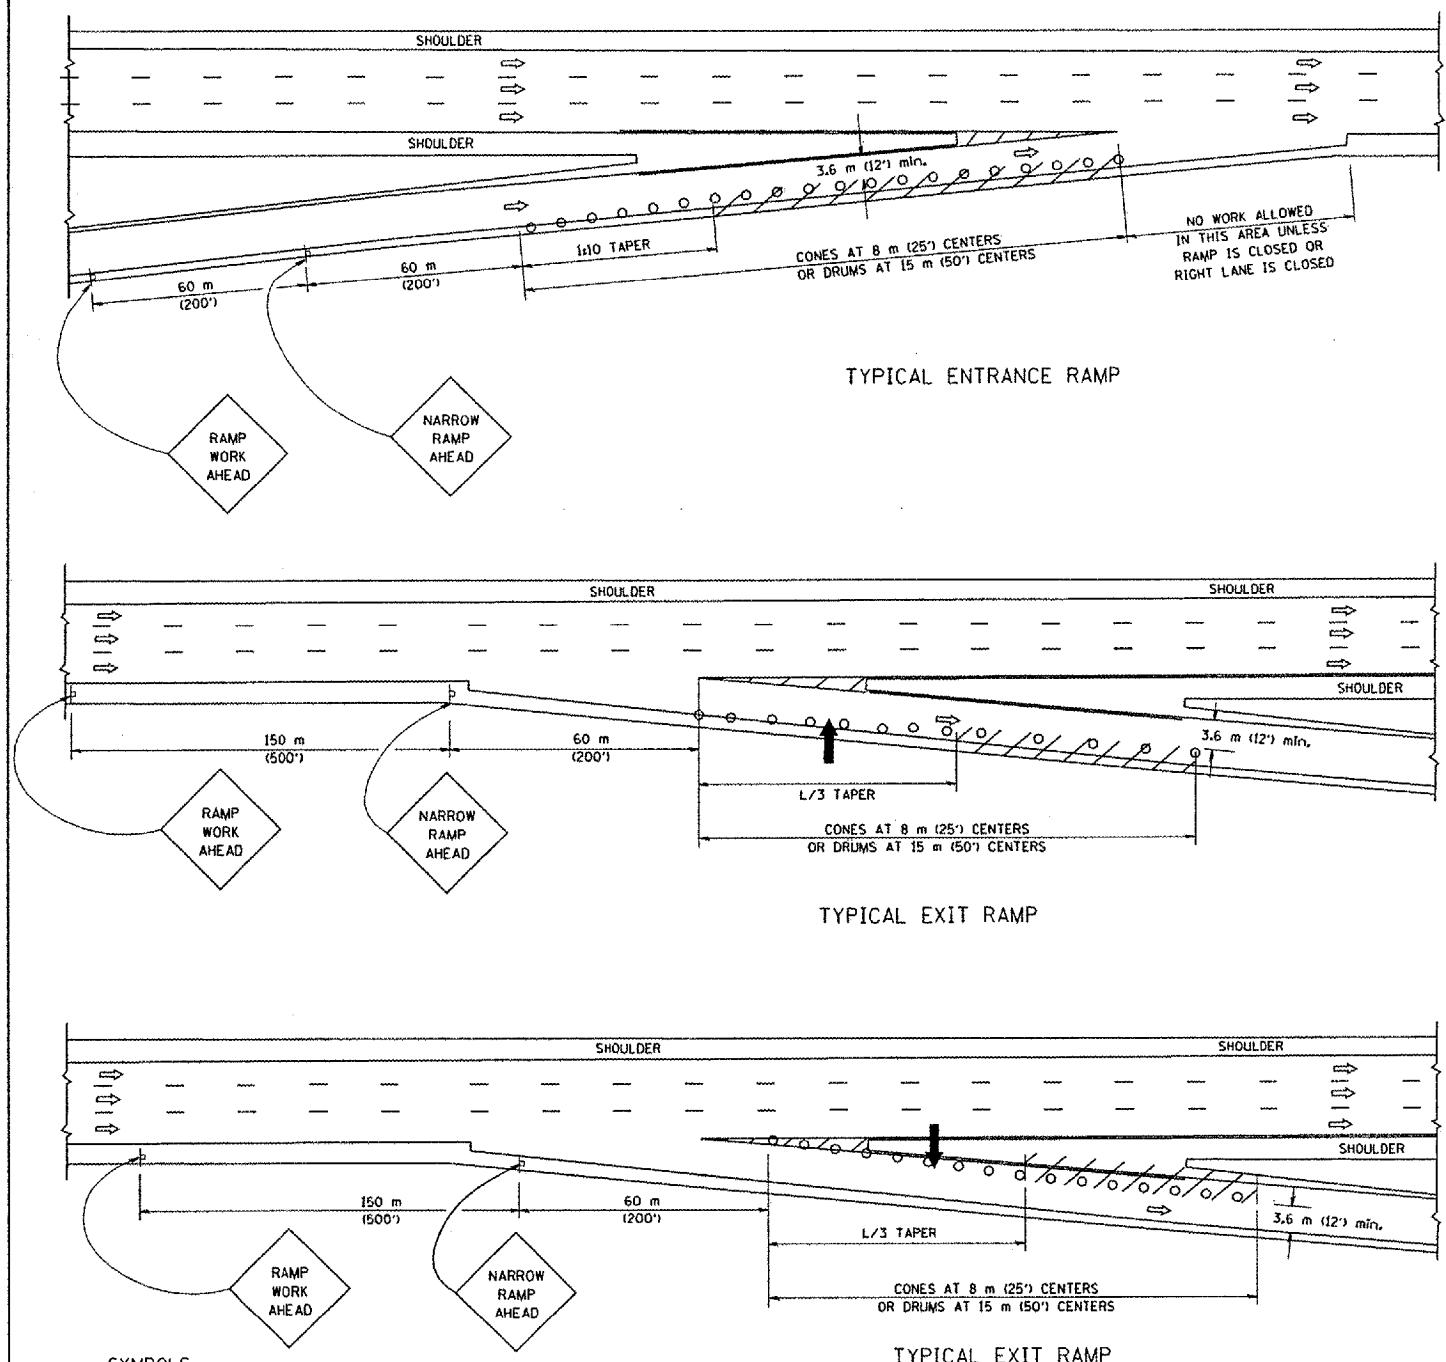 SHOULDER
SHOULDER
3.6 m (12') min.
1:10 TAPER
60 m
(200')
60 m
(200')
CONES AT 8 m (25') CENTERS
OR DRUMS AT 15 m (50') CENTERS
NO WORK ALLOWED
IN THIS AREA UNLESS
RAMP IS CLOSED OR
RIGHT LANE IS CLOSED
TYPICAL ENTRANCE RAMP
RAMP
WORK
AHEAD
NARROW
RAMP
AHEAD
SHOULDER
SHOULDER
SHOULDER
3.6 m (12') min.
150 m
(500')
60 m
(200')
L/3 TAPER
RAMP
WORK
AHEAD
NARROW
RAMP
AHEAD
CONES AT 8 m (25') CENTERS
OR DRUMS AT 15 m (50') CENTERS
TYPICAL EXIT RAMP
SHOULDER
SHOULDER
SHOULDER
150 m
(500')
60 m
(200')
3.6 m (12') min.
L/3 TAPER
RAMP
WORK
AHEAD
NARROW
RAMP
AHEAD
CONES AT 8 m (25') CENTERS
OR DRUMS AT 15 m (50') CENTERS
TYPICAL EXIT RAMP
SYMBOLS